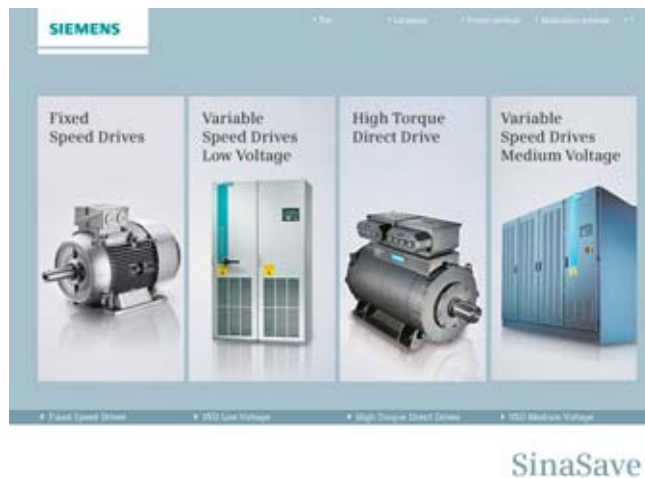 SIEMENS
Fixed
Speed Drives
Variable
Speed Drives
Low Voltage
High Torque
Direct Drive
Variable
Speed Drives
Medium Voltage
Fixed Speed Drives
VSD Low Voltage
High Torque Direct Drives
VSD Medium Voltage
SinaSave